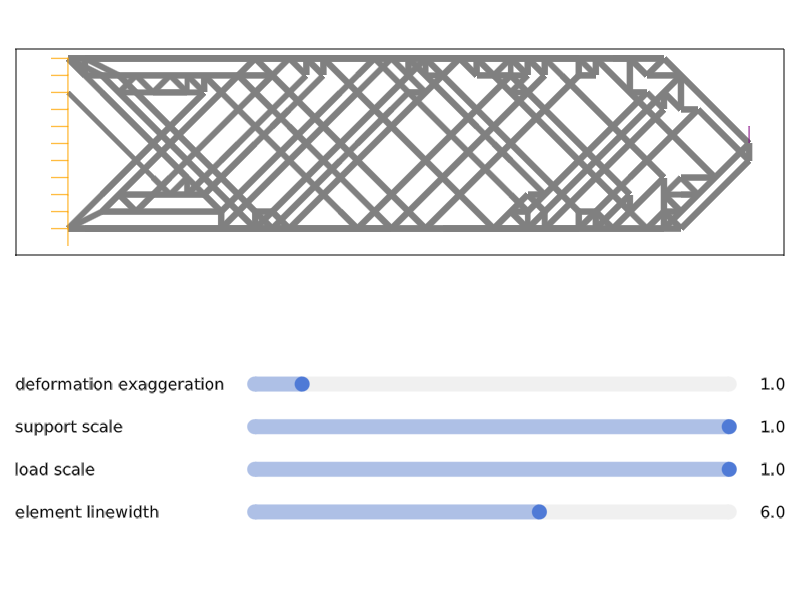 deformation exaggeration 1.0
support scale 1.0
load scale 1.0
element linewidth 6.0